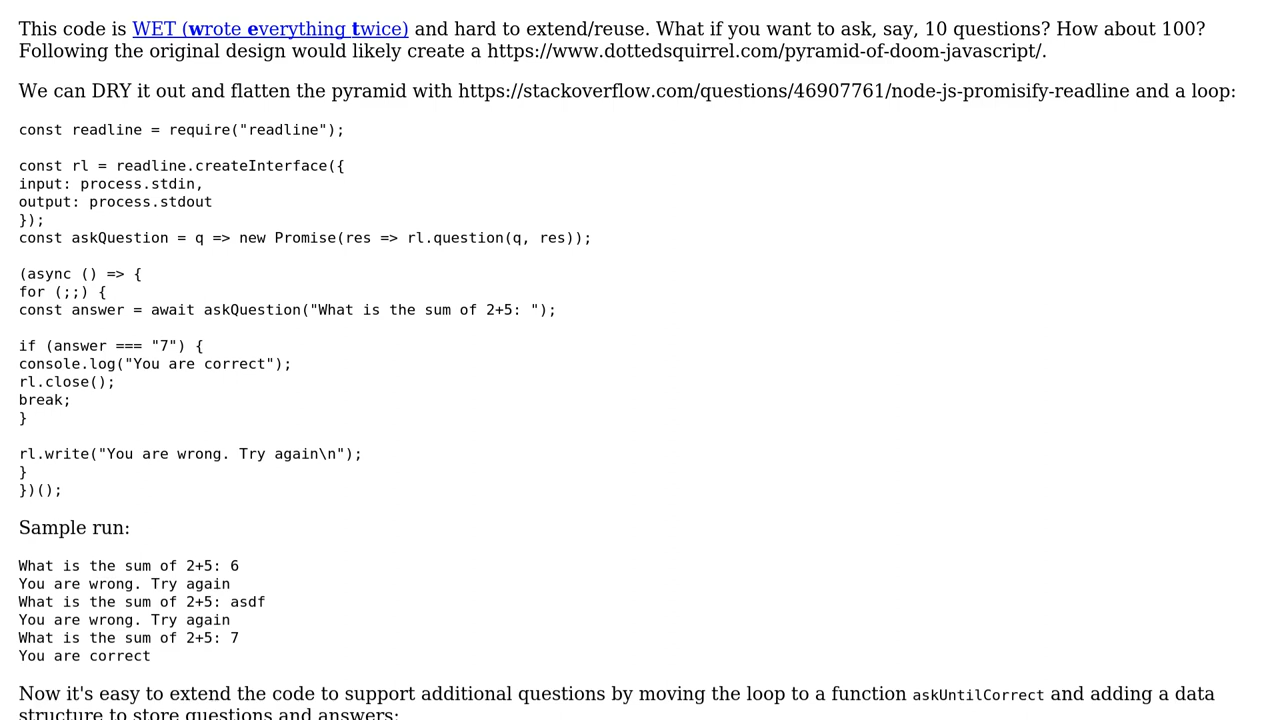 This code is WET (wrote everything twice) and hard to extend/reuse. What if you want to ask, say, 10 questions? How about 100?
Following the original design would likely create a https://www.dottedsquirrel.com/pyramid-of-doom-javascript/.
We can DRY it out and flatten the pyramid with https://stackoverflow.com/questions/46907761/node-js-promisify-readline and a loop:
const readline = require("readline");
const rl = readline.createInterface({
input: process.stdin,
output: process.stdout
});
const askQuestion = q => new Promise(res => rl.question(q, res));
(async () => {
for (;;) {
const answer = await askQuestion("What is the sum of 2+5: ");
if (answer === "7") {
console.log("You are correct");
rl.close();
break;
}
rl.write("You are wrong. Try again\n");
}
})();
Sample run:
What is the sum of 2+5: 6
You are wrong. Try again
What is the sum of 2+5: asdf
You are wrong. Try again
What is the sum of 2+5: 7
You are correct
Now it's easy to extend the code to support additional questions by moving the loop to a function askUntilCorrect and adding a data
structure to store questions and answers: